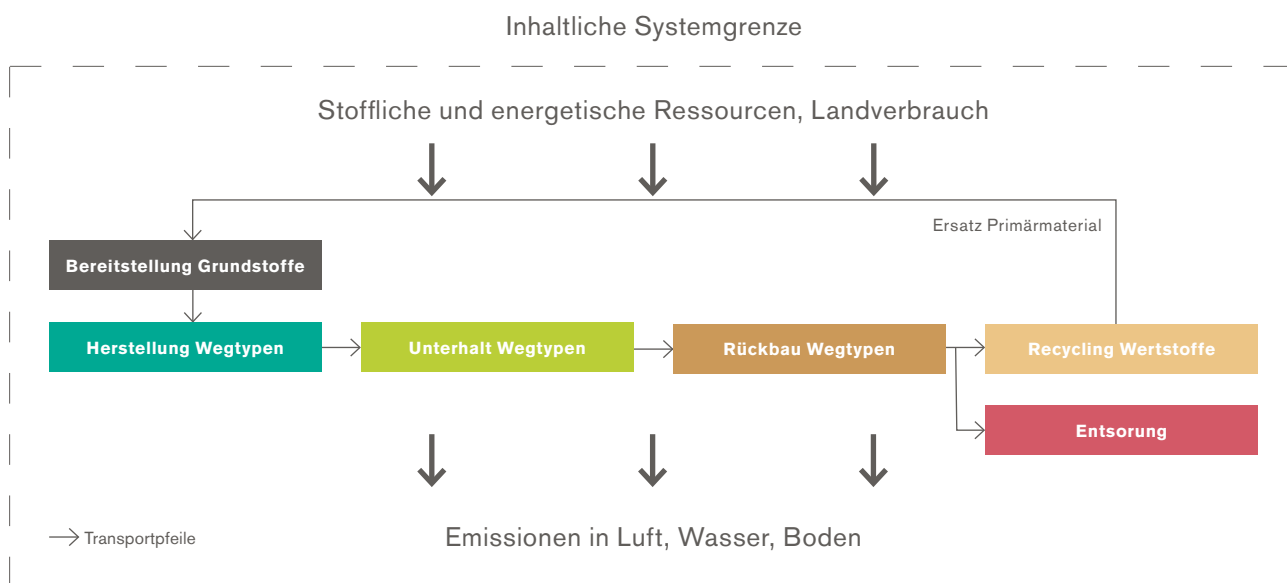 Inhaltliche Systemgrenze
Stoffliche und energetische Ressourcen, Landverbrauch
Ersatz Primärmaterial
Bereitstellung Grundstoffe
Herstellung Wegtypen
Unterhalt Wegtypen
Rückbau Wegtypen
Recycling Wertstoffe
Entsorung
Transportpfeile
Emissionen in Luft, Wasser, Boden